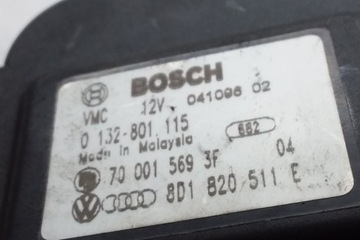 BOSCH
VMC 12V 041096 02
0 132-801.115
Made in Malaysia 682
70 001 569 3F 04
8D1 820 511 E